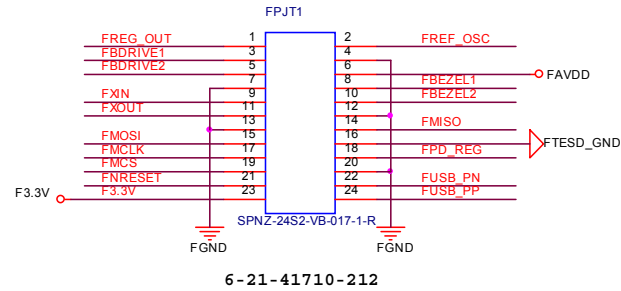 FPJT1
FREG_OUT 1 2 FREF_OSC
FBDRIVE1 3 4
FBDRIVE2 5 6 FAVDD
7 8 FBEZEL1
FXIN 9 10 FBEZEL2
FXOUT 11 12
13 14 FMISO
FMOSI 15 16 FTESD_GND
FMCLK 17 18 FPD_REG
FMCS 19 20
FNRESET 21 22 FUSB_PN
F3.3V F3.3V 23 24 FUSB_PP
SPNZ-24S2-VB-017-1-R
FGND FGND
6-21-41710-212